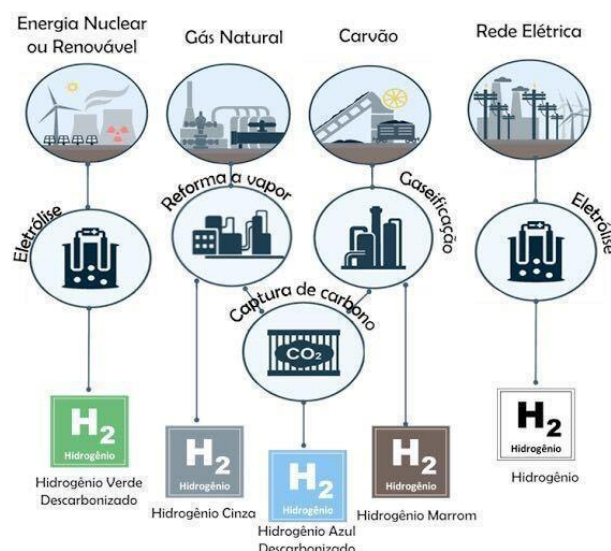 Energia Nuclear
ou Renovável
Gás Natural
Carvão
Rede Elétrica
Eletrólise
Reforma a vapor
Gaseificação
Eletrólise
Captura de carbono
CO₂
H₂
Hidrogênio
Hidrogênio Verde
Descarbonizado
H₂
Hidrogênio
Hidrogênio Cinza
H₂
Hidrogênio
Hidrogênio Azul
Descarbonizado
H₂
Hidrogênio
Hidrogênio Marrom
H₂
Hidrogênio
Hidrogênio